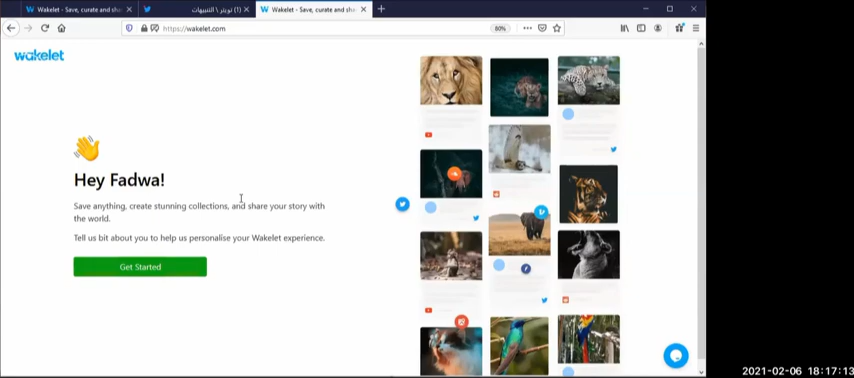 Wakelet - Save, curate and sha
(1) تويتر \ التنبيهات
Wakelet - Save, curate and sha
https://wakelet.com
80%
wakelet
Hey Fadwa!
Save anything, create stunning collections, and share your story with
the world.
Tell us bit about you to help us personalise your Wakelet experience.
Get Started
2021-02-06 18:17:13